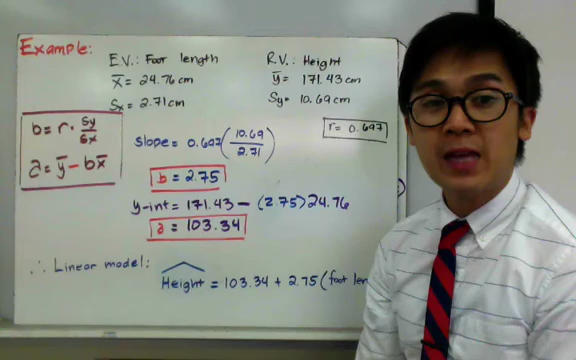 Example:
E.V.: Foot length
x̄ = 24.76 cm
Sx = 2.71 cm
R.V.: Height
ȳ = 171.43 cm
Sy = 10.69 cm
r = 0.697
b = r · Sy/Sx
a = ȳ − bx̄
slope = 0.697 (10.69/2.71)
b = 2.75
y-int = 171.43 − (2.75) 24.76
a = 103.34
∴ Linear model:
Height = 103.34 + 2.75 (foot len